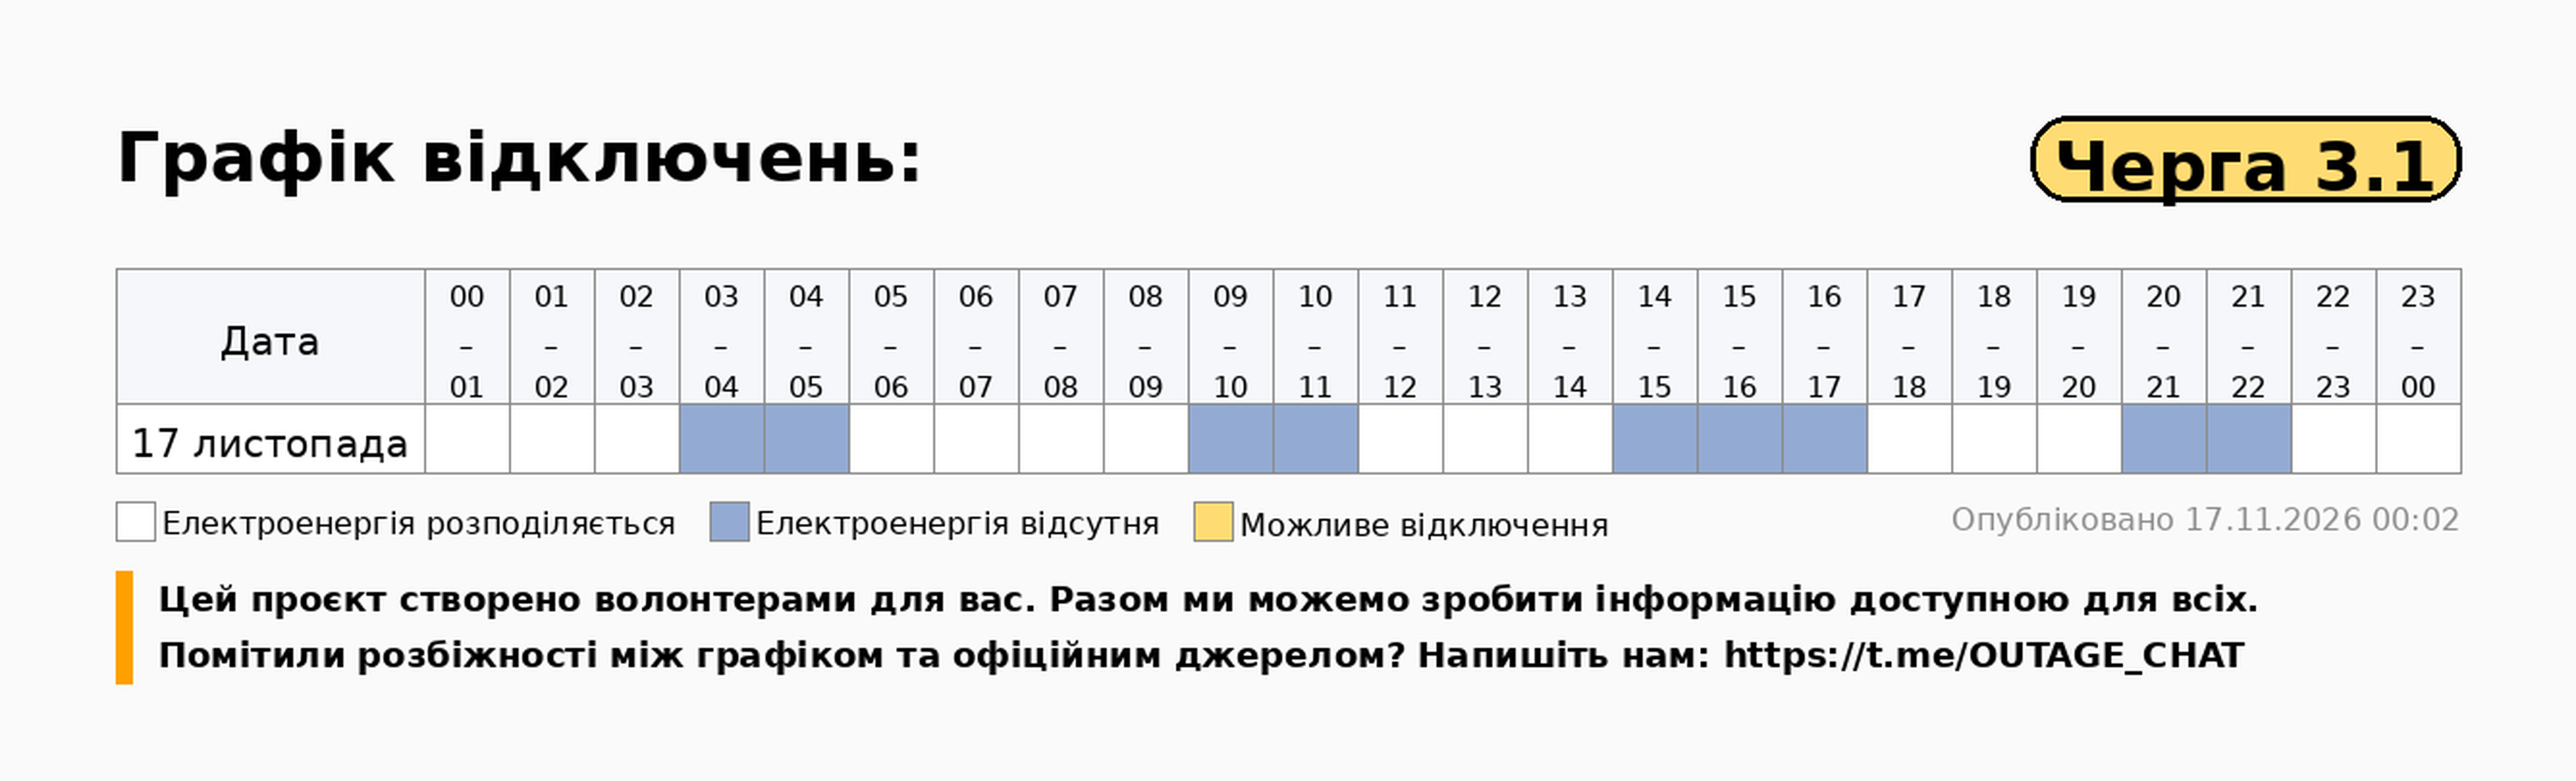 Графік відключень:
Черга 3.1
Дата
00 – 01
01 – 02
02 – 03
03 – 04
04 – 05
05 – 06
06 – 07
07 – 08
08 – 09
09 – 10
10 – 11
11 – 12
12 – 13
13 – 14
14 – 15
15 – 16
16 – 17
17 – 18
18 – 19
19 – 20
20 – 21
21 – 22
22 – 23
23 – 00
17 листопада
Електроенергія розподіляється
Електроенергія відсутня
Можливе відключення
Опубліковано 17.11.2026 00:02
Цей проєкт створено волонтерами для вас. Разом ми можемо зробити інформацію доступною для всіх.
Помітили розбіжності між графіком та офіційним джерелом? Напишіть нам: https://t.me/OUTAGE_CHAT